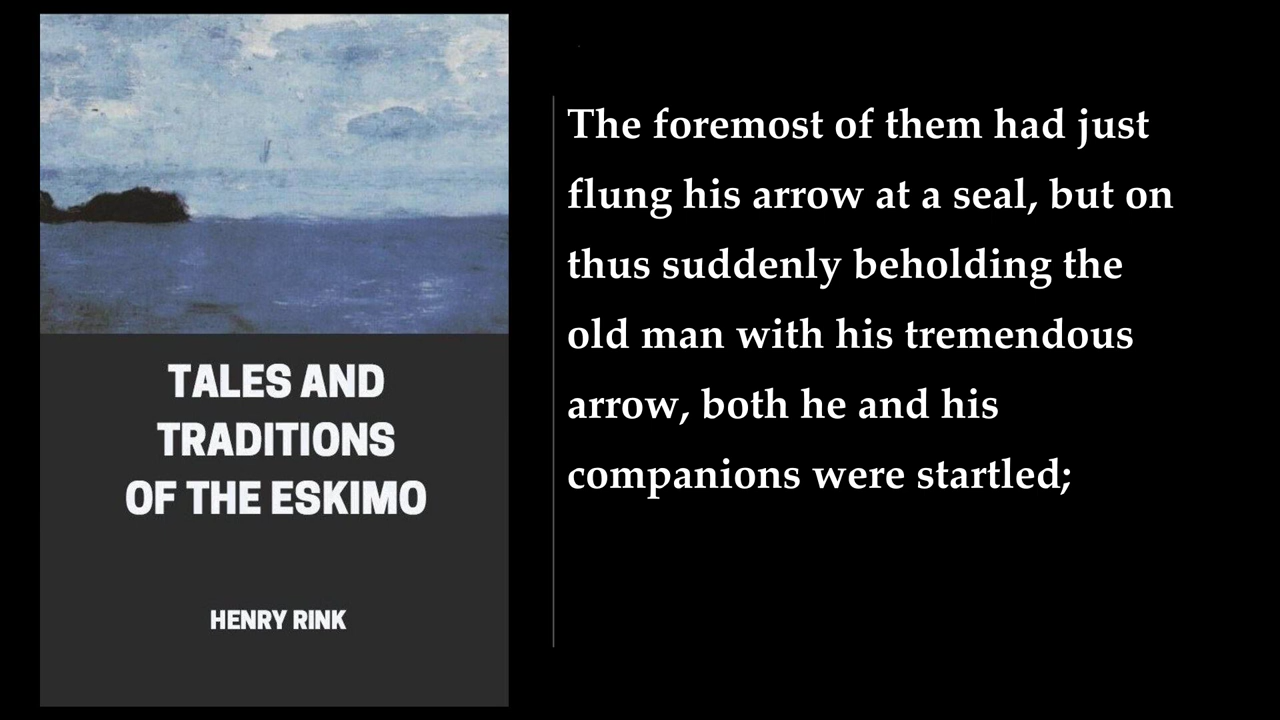 TALES AND
TRADITIONS
OF THE ESKIMO
HENRY RINK
The foremost of them had just
flung his arrow at a seal, but on
thus suddenly beholding the
old man with his tremendous
arrow, both he and his
companions were startled;